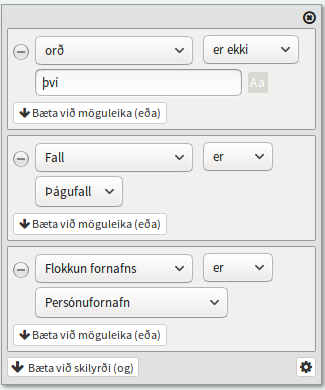 orð er ekki
því Aa
Bæta við möguleika (eða)
Fall er
Þágufall
Bæta við möguleika (eða)
Flokkun fornafns er
Persónufornafn
Bæta við möguleika (eða)
Bæta við skilyrði (og)